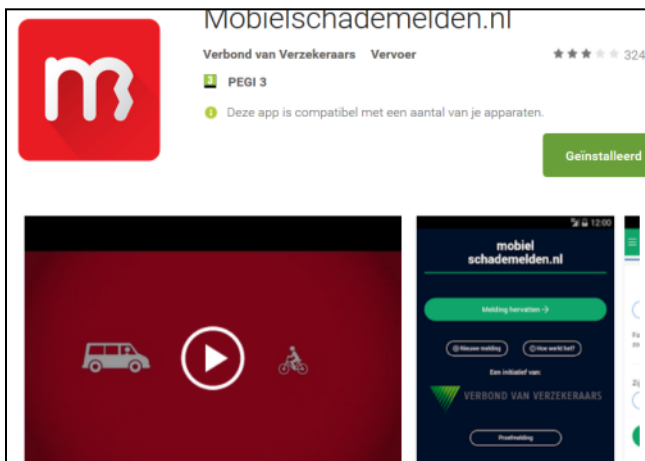 Mobielschademelden.nl
Verbond van Verzekeraars Vervoer 324
3 PEGI 3
Deze app is compatibel met een aantal van je apparaten.
Geïnstalleerd
12:00
mobiel
schademelden.nl
Melding hervatten →
Nieuwe melding Hoe werkt het?
Een initiatief van:
VERBOND VAN VERZEKERAARS
Proefmelding